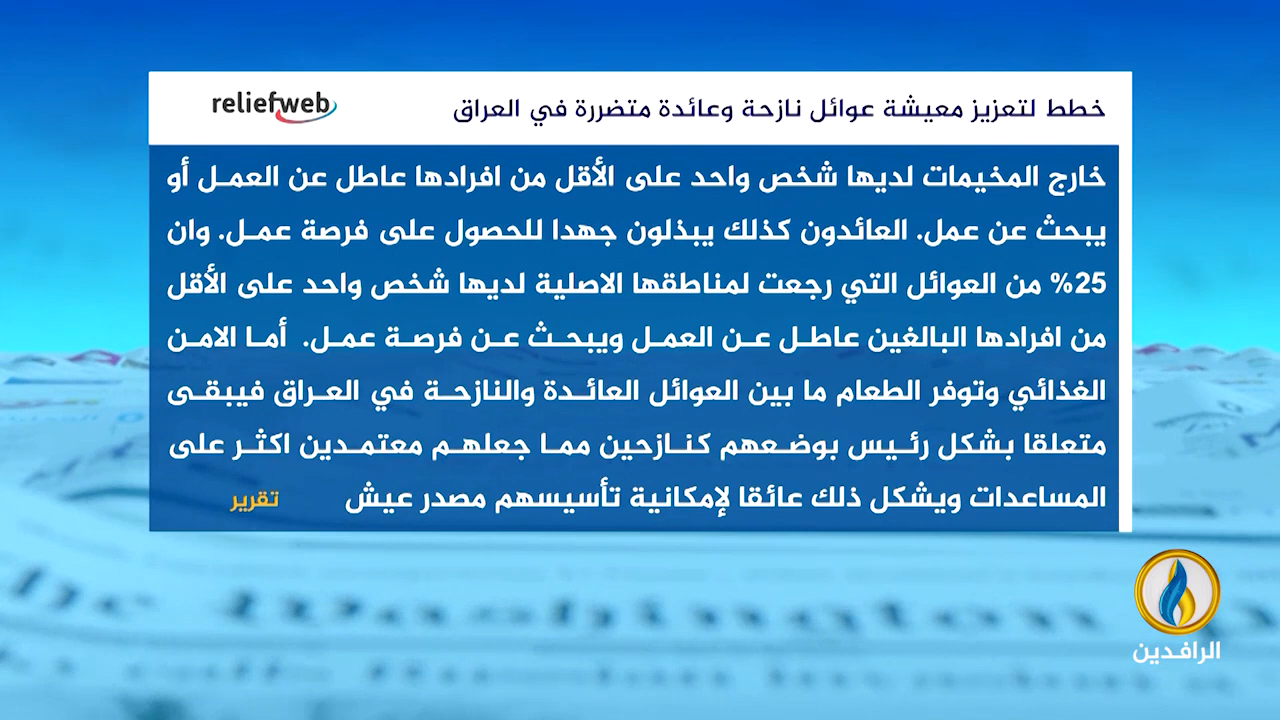 خطط لتعزيز معيشة عوائل نازحة وعائدة متضررة في العراق
reliefweb
خارج المخيمات لديها شخص واحد على الأقل من افرادها عاطل عن العمل أو
يبحث عن عمل. العائدون كذلك يبذلون جهدا للحصول على فرصة عمل. وان
25% من العوائل التي رجعت لمناطقها الاصلية لديها شخص واحد على الأقل
من افرادها البالغين عاطل عن العمل ويبحث عن فرصة عمل. أما الامن
الغذائي وتوفر الطعام ما بين العوائل العائدة والنازحة في العراق فيبقى
متعلقا بشكل رئيس بوضعهم كنازحين مما جعلهم معتمدين اكثر على
المساعدات ويشكل ذلك عائقا لإمكانية تأسيسهم مصدر عيش
تقرير
الرافدين